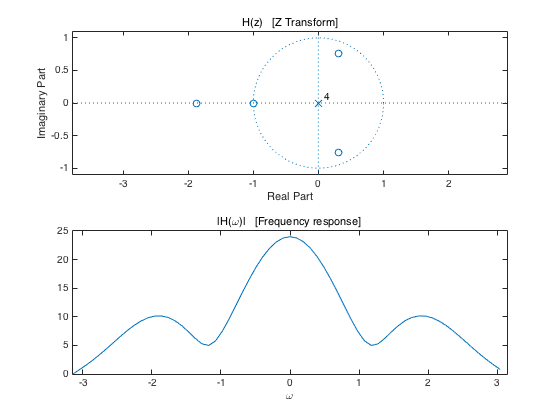 H(z) [Z Transform]
1
0.5
0
-0.5
-1
Imaginary Part
4
-3 -2 -1 0 1 2
Real Part
|H(ω)| [Frequency response]
25
20
15
10
5
0
-3 -2 -1 0 1 2 3
ω